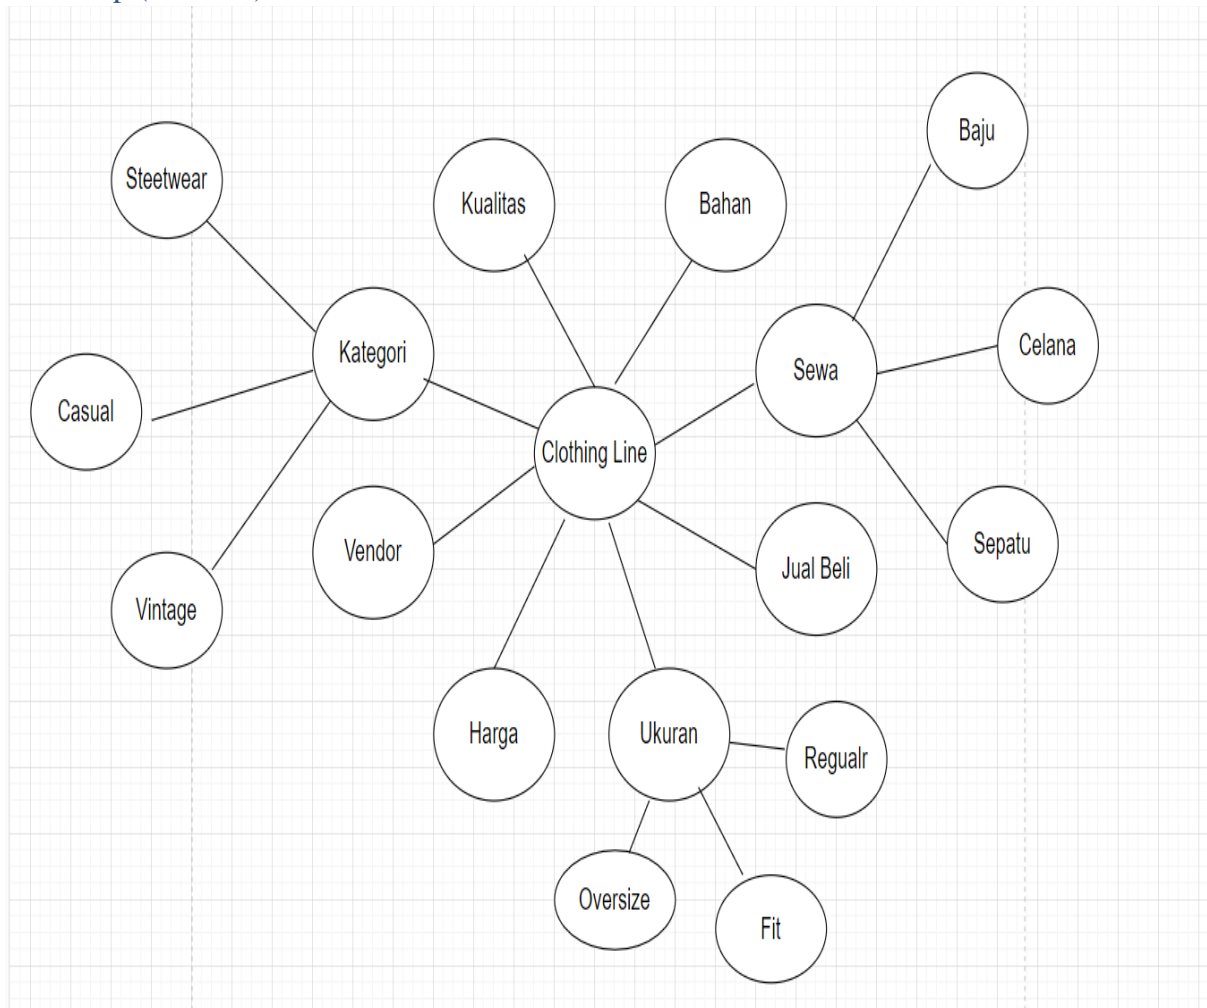 Baju
Steetwear
Kualitas
Bahan
Kategori
Sewa
Celana
Casual
Clothing Line
Vendor
Jual Beli
Sepatu
Vintage
Harga
Ukuran
Regualr
Oversize
Fit